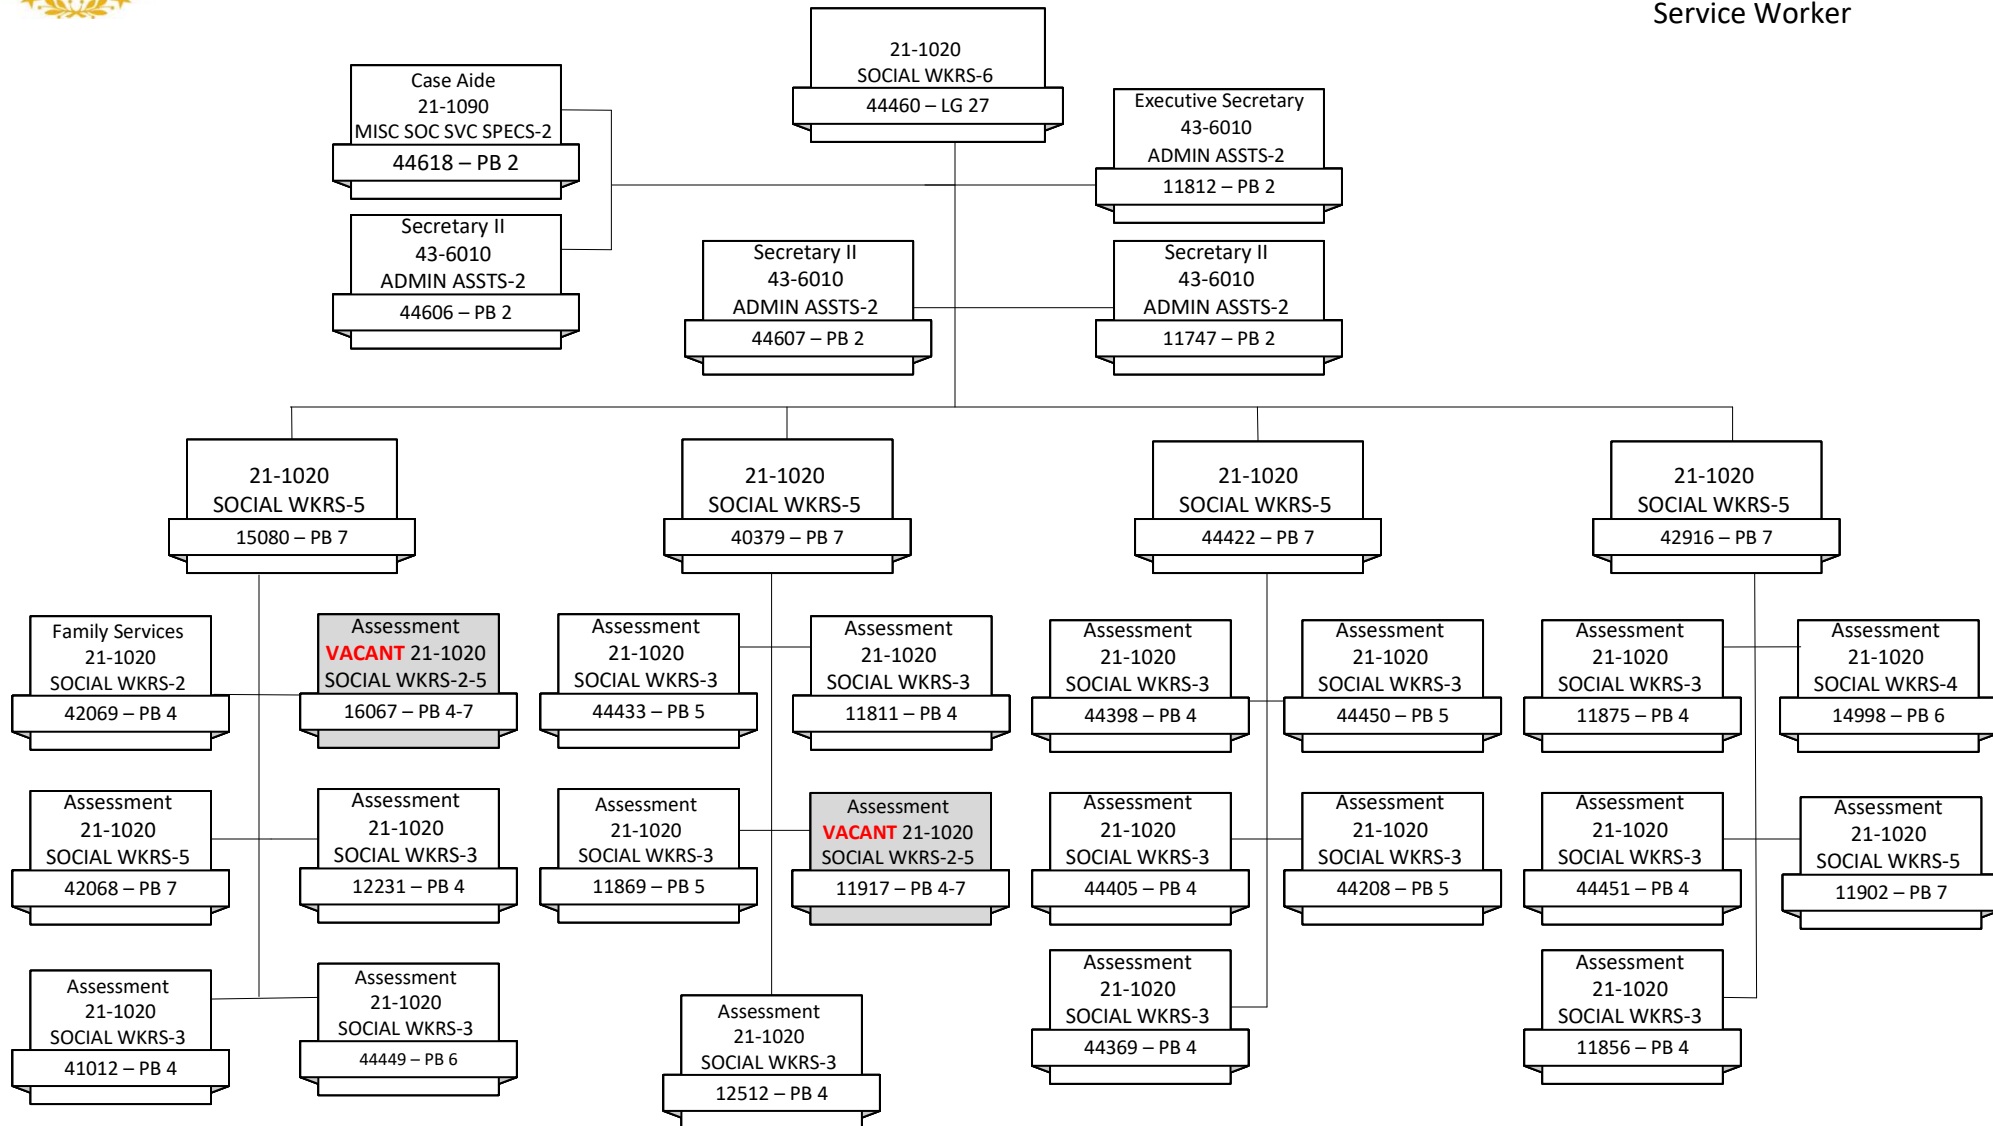 Service Worker
21-1020
SOCIAL WKRS-6
44460 – LG 27
Case Aide
21-1090
MISC SOC SVC SPECS-2
44618 – PB 2
Executive Secretary
43-6010
ADMIN ASSTS-2
11812 – PB 2
Secretary II
43-6010
ADMIN ASSTS-2
44606 – PB 2
Secretary II
43-6010
ADMIN ASSTS-2
44607 – PB 2
Secretary II
43-6010
ADMIN ASSTS-2
11747 – PB 2
21-1020
SOCIAL WKRS-5
15080 – PB 7
21-1020
SOCIAL WKRS-5
40379 – PB 7
21-1020
SOCIAL WKRS-5
44422 – PB 7
21-1020
SOCIAL WKRS-5
42916 – PB 7
Family Services
21-1020
SOCIAL WKRS-2
42069 – PB 4
Assessment
VACANT 21-1020
SOCIAL WKRS-2-5
16067 – PB 4-7
Assessment
21-1020
SOCIAL WKRS-3
44433 – PB 5
Assessment
21-1020
SOCIAL WKRS-3
11811 – PB 4
Assessment
21-1020
SOCIAL WKRS-3
44398 – PB 4
Assessment
21-1020
SOCIAL WKRS-3
44450 – PB 5
Assessment
21-1020
SOCIAL WKRS-3
11875 – PB 4
Assessment
21-1020
SOCIAL WKRS-4
14998 – PB 6
Assessment
21-1020
SOCIAL WKRS-5
42068 – PB 7
Assessment
21-1020
SOCIAL WKRS-3
12231 – PB 4
Assessment
21-1020
SOCIAL WKRS-3
11869 – PB 5
Assessment
VACANT 21-1020
SOCIAL WKRS-2-5
11917 – PB 4-7
Assessment
21-1020
SOCIAL WKRS-3
44405 – PB 4
Assessment
21-1020
SOCIAL WKRS-3
44208 – PB 5
Assessment
21-1020
SOCIAL WKRS-3
44451 – PB 4
Assessment
21-1020
SOCIAL WKRS-5
11902 – PB 7
Assessment
21-1020
SOCIAL WKRS-3
41012 – PB 4
Assessment
21-1020
SOCIAL WKRS-3
44449 – PB 6
Assessment
21-1020
SOCIAL WKRS-3
12512 – PB 4
Assessment
21-1020
SOCIAL WKRS-3
44369 – PB 4
Assessment
21-1020
SOCIAL WKRS-3
11856 – PB 4